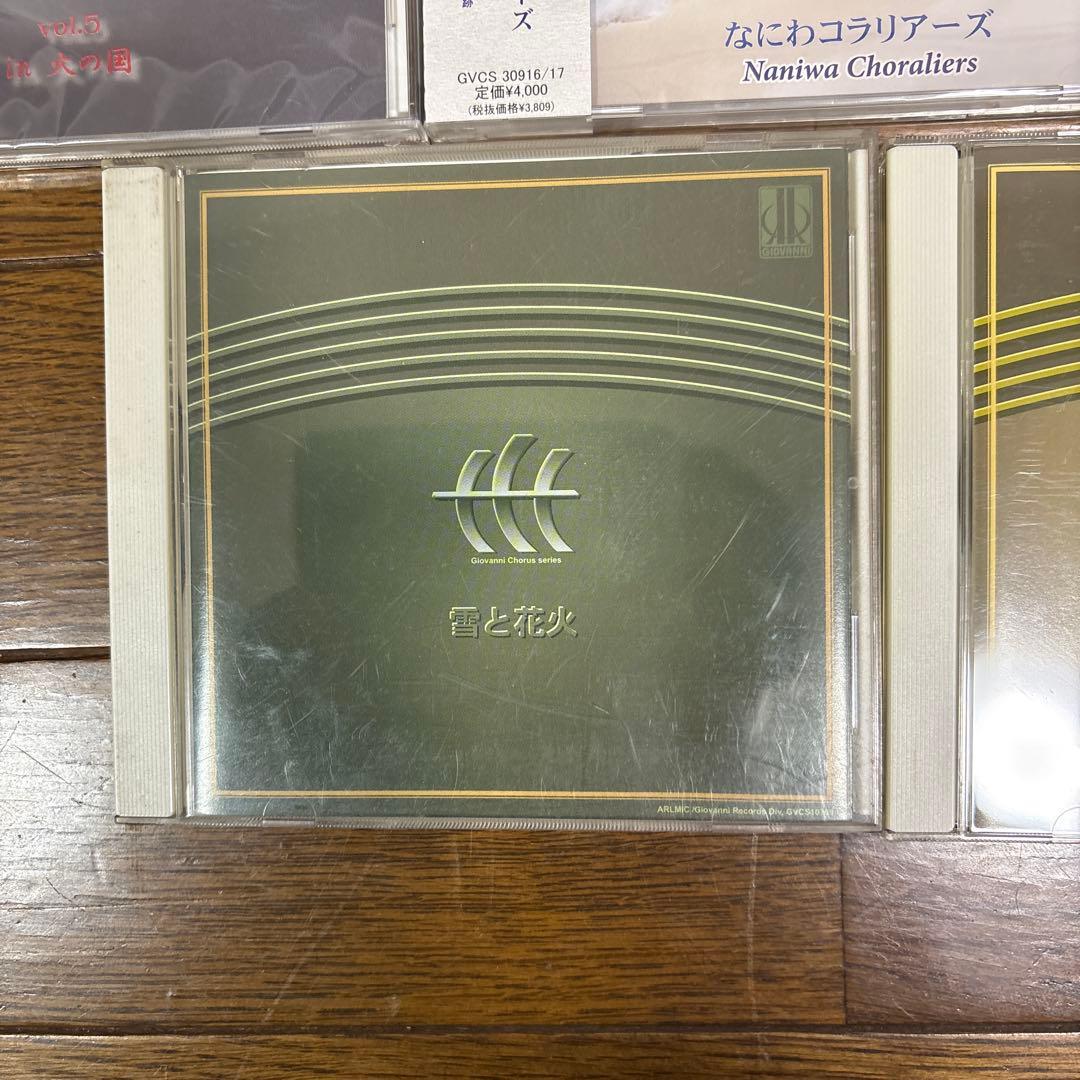 vol.5
in 火の国
跡
ーズ
GVCS 30916/17
定価¥4,000
(税抜価格¥3,809)
なにわコラリアーズ
Naniwa Choraliers
GIOVANNI
Giovanni Chorus series
雪と花火
ARLMIC /Giovanni Records Div.